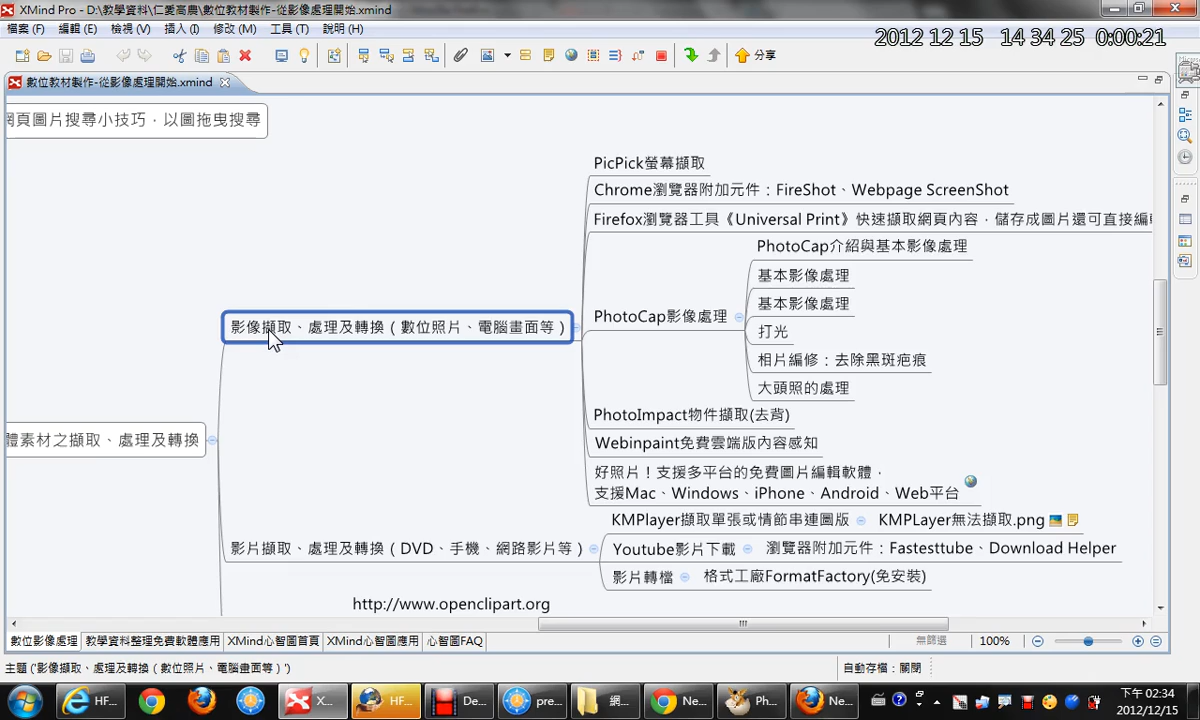 XMind Pro - D:\教學資料\仁愛高農\數位教材製作-從影像處理開始.xmind
檔案(F) 編輯(E) 檢視(V) 插入(I) 修改(M) 工具(T) 說明(H)
2012 12 15 14 34 25 0:00:21
分享
數位教材製作-從影像處理開始.xmind
網頁圖片搜尋小技巧，以圖拖曳搜尋
PicPick螢幕擷取
Chrome瀏覽器附加元件：FireShot、Webpage ScreenShot
Firefox瀏覽器工具《Universal Print》快速擷取網頁內容，儲存成圖片還可直接編輯
PhotoCap介紹與基本影像處理
基本影像處理
基本影像處理
PhotoCap影像處理
打光
相片編修：去除黑斑疤痕
大頭照的處理
影像擷取、處理及轉換（數位照片、電腦畫面等）
PhotoImpact物件擷取(去背)
Webinpaint免費雲端版內容感知
好照片！支援多平台的免費圖片編輯軟體，
支援Mac、Windows、iPhone、Android、Web平台
體素材之擷取、處理及轉換
KMPlayer擷取單張或情節串連圖版 KMPlayer無法擷取.png
影片擷取、處理及轉換（DVD、手機、網路影片等）
Youtube影片下載 瀏覽器附加元件：Fastesttube、Download Helper
影片轉檔 格式工廠FormatFactory(免安裝)
http://www.openclipart.org
數位影像處理 教學資料整理免費軟體應用 XMind心智圖首頁 XMind心智圖應用 心智圖FAQ
無篩選 100%
主題 ('影像擷取、處理及轉換（數位照片、電腦畫面等）')
自動存檔：關閉
HF... X... HF... De... pre... 網... Ne... Ph... Ne...
下午 02:34
2012/12/15